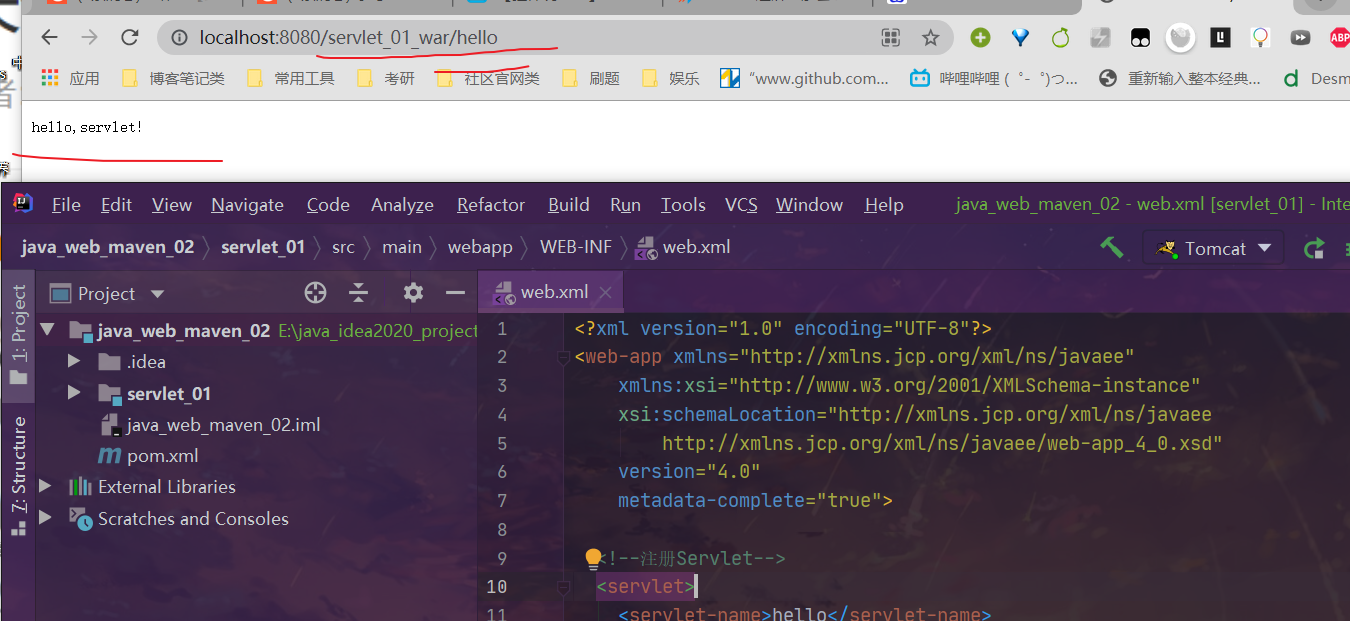 localhost:8080/servlet_01_war/hello
应用 博客笔记类 常用工具 考研 社区官网类 刷题 娱乐 “www.github.com... 哔哩哔哩 (゜-゜)つ... 重新输入整本经典... Desm
hello,servlet!
File Edit View Navigate Code Analyze Refactor Build Run Tools VCS Window Help java_web_maven_02 - web.xml [servlet_01] - Inte
java_web_maven_02 servlet_01 src main webapp WEB-INF web.xml Tomcat
1: Project
7: Structure
Project
java_web_maven_02 E:\java_idea2020_project
.idea
servlet_01
java_web_maven_02.iml
pom.xml
External Libraries
Scratches and Consoles
web.xml
1 <?xml version="1.0" encoding="UTF-8"?>
2 <web-app xmlns="http://xmlns.jcp.org/xml/ns/javaee"
3 xmlns:xsi="http://www.w3.org/2001/XMLSchema-instance"
4 xsi:schemaLocation="http://xmlns.jcp.org/xml/ns/javaee
5 http://xmlns.jcp.org/xml/ns/javaee/web-app_4_0.xsd"
6 version="4.0"
7 metadata-complete="true">
8
9 <!--注册Servlet-->
10 <servlet>
11 <servlet-name>hello</servlet-name>